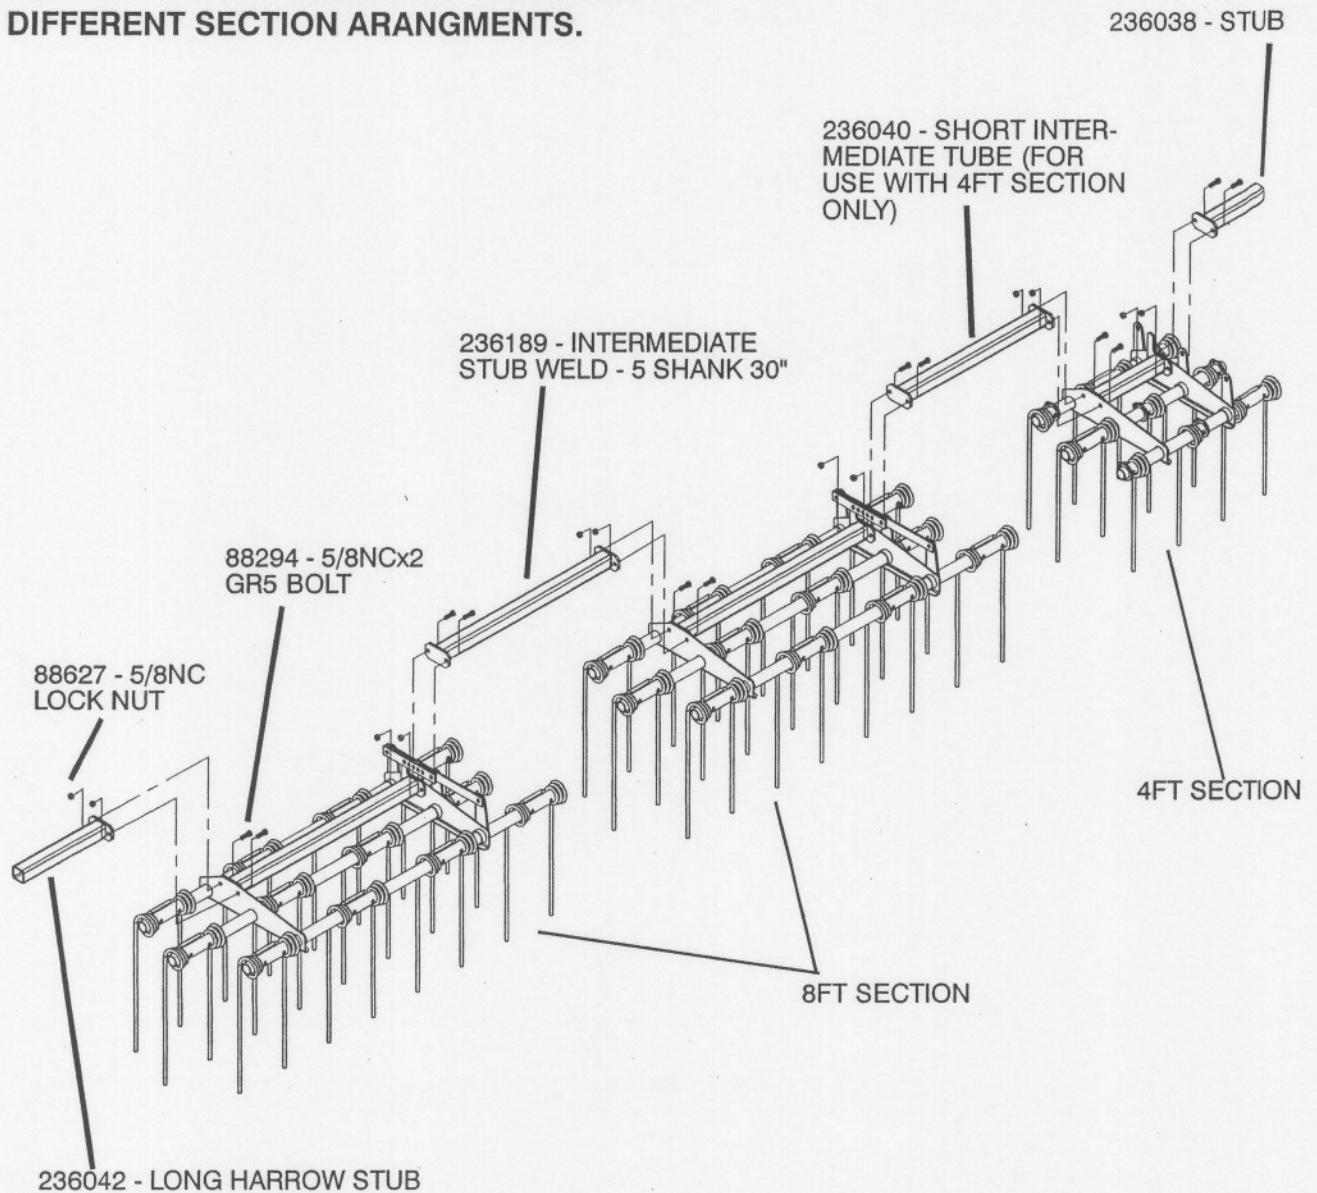 DIFFERENT SECTION ARANGMENTS.
236038 - STUB
236040 - SHORT INTER-
MEDIATE TUBE (FOR
USE WITH 4FT SECTION
ONLY)
236189 - INTERMEDIATE
STUB WELD - 5 SHANK 30"
88294 - 5/8NCx2
GR5 BOLT
88627 - 5/8NC
LOCK NUT
4FT SECTION
8FT SECTION
236042 - LONG HARROW STUB